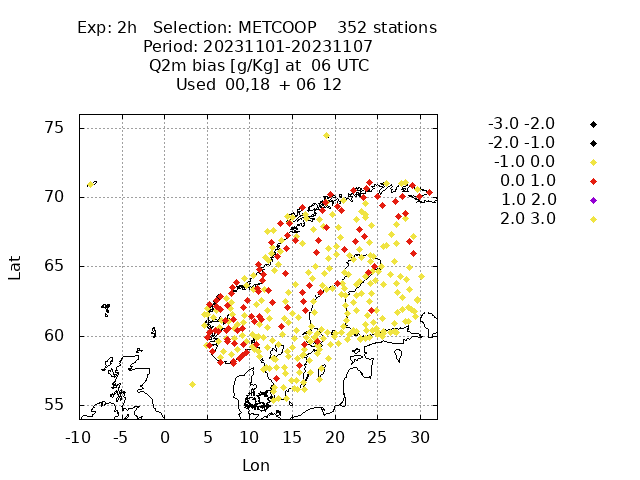 Exp: 2h   Selection: METCOOP    352 stations
Period: 20231101-20231107
Q2m bias [g/Kg] at  06 UTC
Used  00,18  + 06 12
-3.0 -2.0
-2.0 -1.0
-1.0 0.0
0.0 1.0
1.0 2.0
2.0 3.0
75
70
65
60
55
Lat
-10 -5 0 5 10 15 20 25 30
Lon